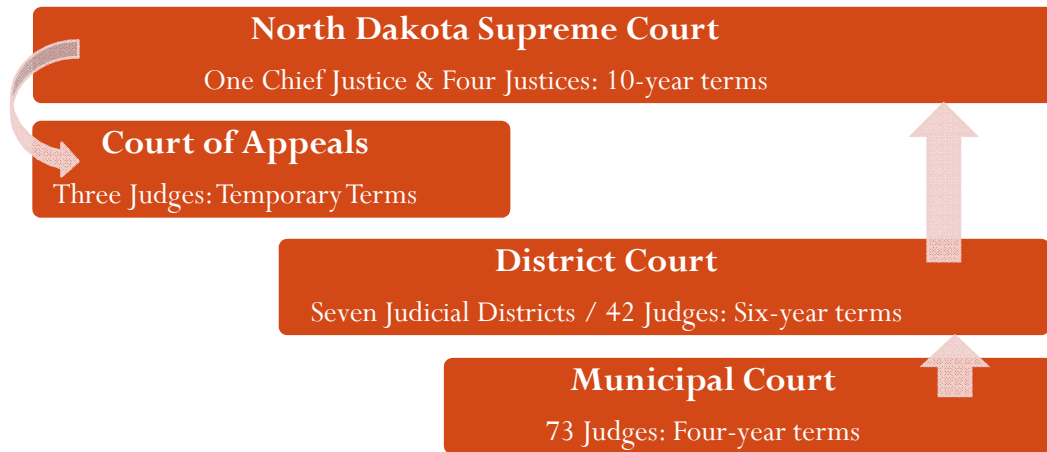 North Dakota Supreme Court
One Chief Justice & Four Justices: 10-year terms
Court of Appeals
Three Judges: Temporary Terms
District Court
Seven Judicial Districts / 42 Judges: Six-year terms
Municipal Court
73 Judges: Four-year terms